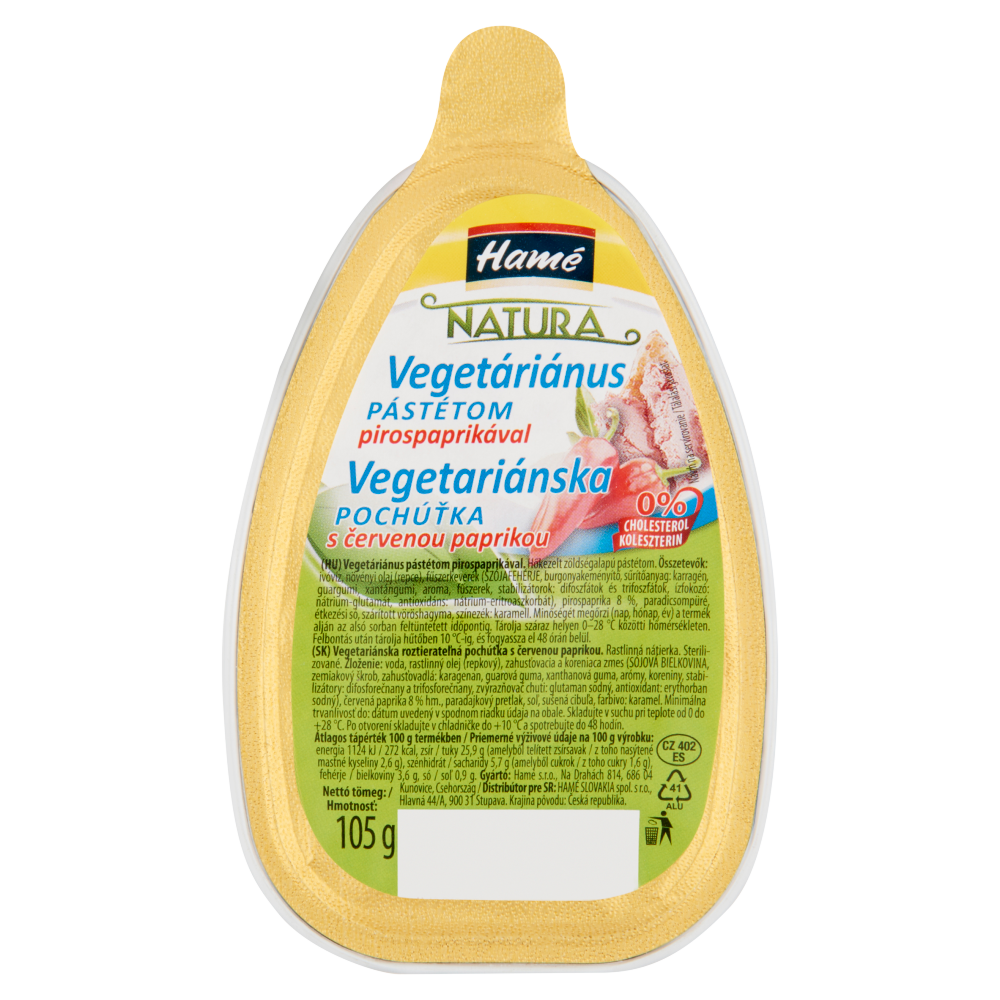 Hamé
NATURA
Vegetáriánus
PÁSTÉTOM
pirospaprikával
Vegetariánska
POCHÚŤKA
s červenou paprikou
0%
CHOLESTEROL
KOLESZTERIN
(HU) Vegetáriánus pástétom pirospaprikával. Hőkezelt zöldségalapú pástétom. Összetevők:
ivóvíz, növényi olaj (repce), fűszerkeverék (SZÓJAFEHÉRJE, burgonyakeményítő, sűrítőanyag: karragén,
guargumi, xantángumi, aroma, fűszerek, stabilizátorok: difoszfátok és trifoszfátok, ízfokozó:
nátrium-glutamát, antioxidáns: nátrium-eritroaszkorbát), pirospaprika 8 %, paradicsompüré,
étkezési só, szárított vöröshagyma, színezék: karamell. Minőségét megőrzi (nap, hónap, év) a termék
alján az alsó sorban feltüntetett időpontig. Tárolja száraz helyen 0–28 °C közötti hőmérsékleten.
Felbontás után tárolja hűtőben 10 °C-ig, és fogyassza el 48 órán belül.
(SK) Vegetariánska roztierateľná pochúťka s červenou paprikou. Rastlinná nátierka. Sterili-
zované. Zloženie: voda, rastlinný olej (repkový), zahusťovacia a koreniaca zmes (SÓJOVÁ BIELKOVINA,
zemiakový škrob, zahusťovadlá: karagenan, guarová guma, xanthanová guma, arómy, koreniny, stabi-
lizátory: difosforečnany a trifosforečnany, zvýrazňovač chuti: glutaman sodný, antioxidant: erythorban
sodný), červená paprika 8 % hm., paradajkový pretlak, soľ, sušená cibuľa, farbivo: karamel. Minimálna
trvanlivosť do: dátum uvedený v spodnom riadku údaja na obale. Skladujte v suchu pri teplote od 0 do
+28 °C. Po otvorení skladujte v chladničke do +10 °C a spotrebujte do 48 hodín.
Átlagos tápérték 100 g termékben / Priemerné výživové údaje na 100 g výrobku:
energia 1124 kJ / 272 kcal, zsír / tuky 25,9 g (amelyből telített zsírsavak / z toho nasýtené
mastné kyseliny 2,6 g), szénhidrát / sacharidy 5,7 g (amelyből cukrok / z toho cukry 1,6 g),
fehérje / bielkoviny 3,6 g, só / soľ 0,9 g. Gyártó: Hamé s.r.o., Na Drahách 814, 686 04
Kunovice, Csehország / Distribútor pre SR: HAMÉ SLOVAKIA spol. s r.o.,
Hlavná 44/A, 900 31 Stupava. Krajina pôvodu: Česká republika.
Nettó tömeg: /
Hmotnosť:
105 g
CZ 402
ES
41
ALU